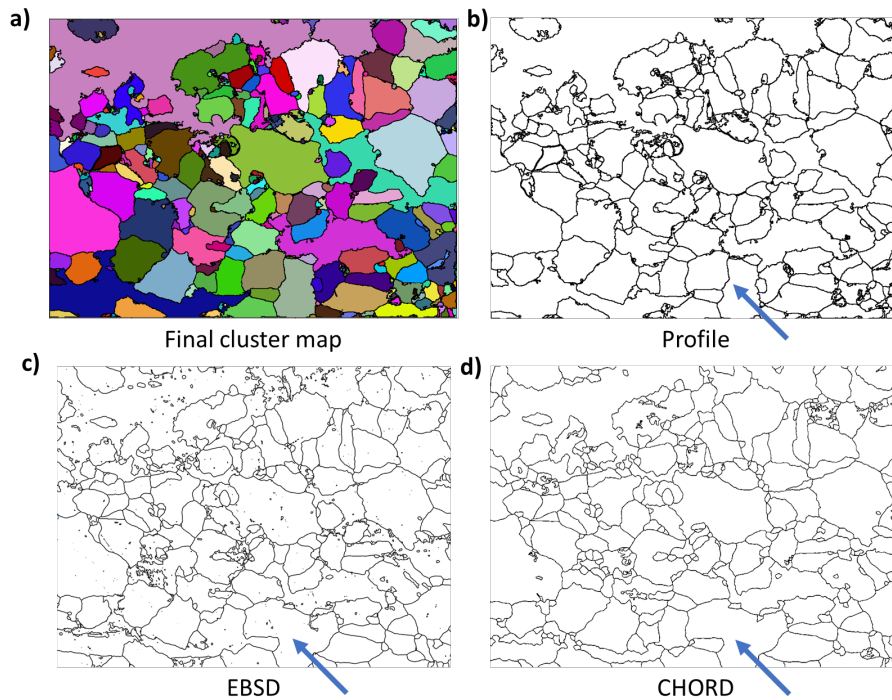 a)
b)
Final cluster map
Profile
c)
d)
EBSD
CHORD